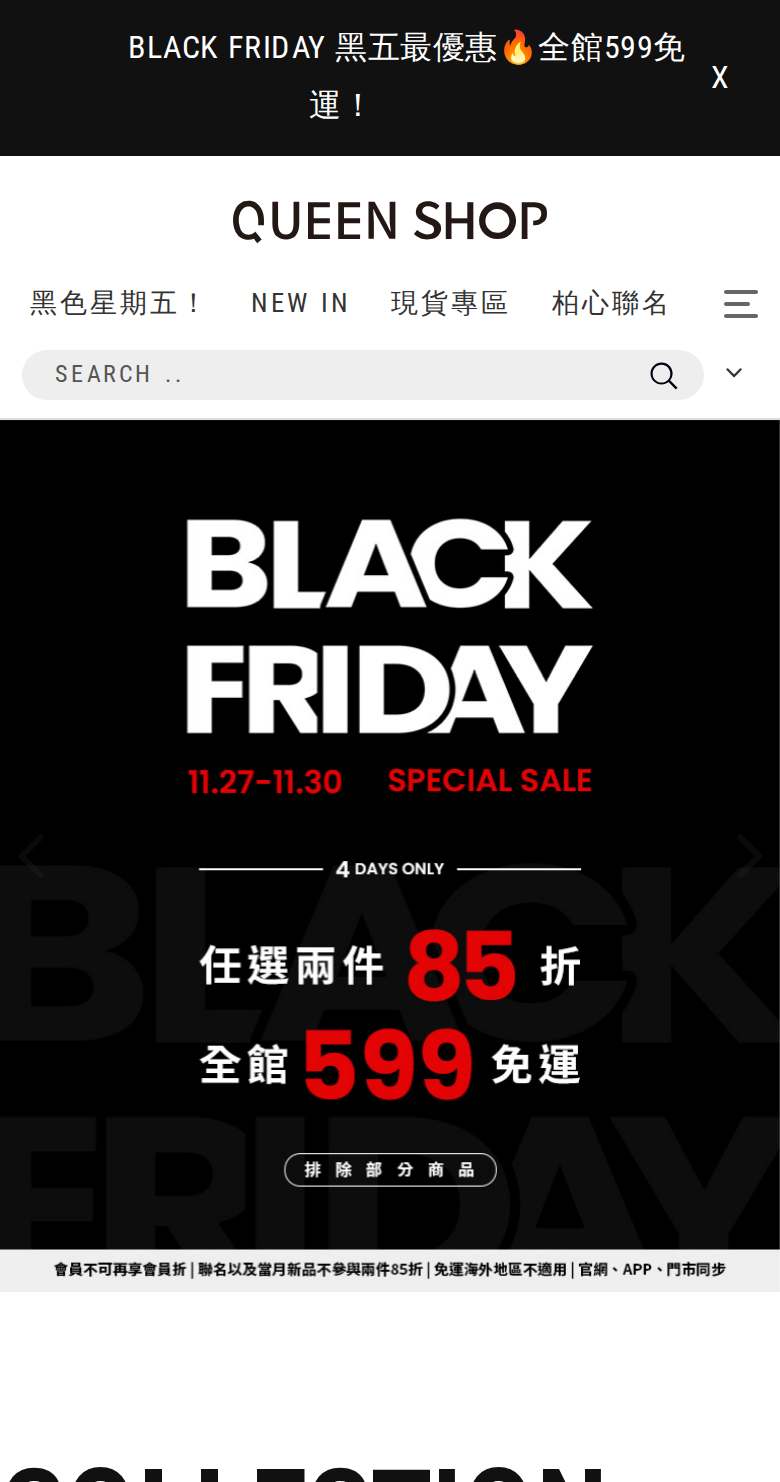 BLACK FRIDAY 黑五最優惠🔥全館599免
運！
X
QUEEN SHOP
黑色星期五！ NEW IN 現貨專區 柏心聯名
SEARCH ..
BLACK
FRIDAY
11.27-11.30 SPECIAL SALE
4 DAYS ONLY
任選兩件 85 折
全館 599 免運
排除部分商品
會員不可再享會員折 | 聯名以及當月新品不參與兩件85折 | 免運海外地區不適用 | 官網、APP、門市同步
COLLECTION